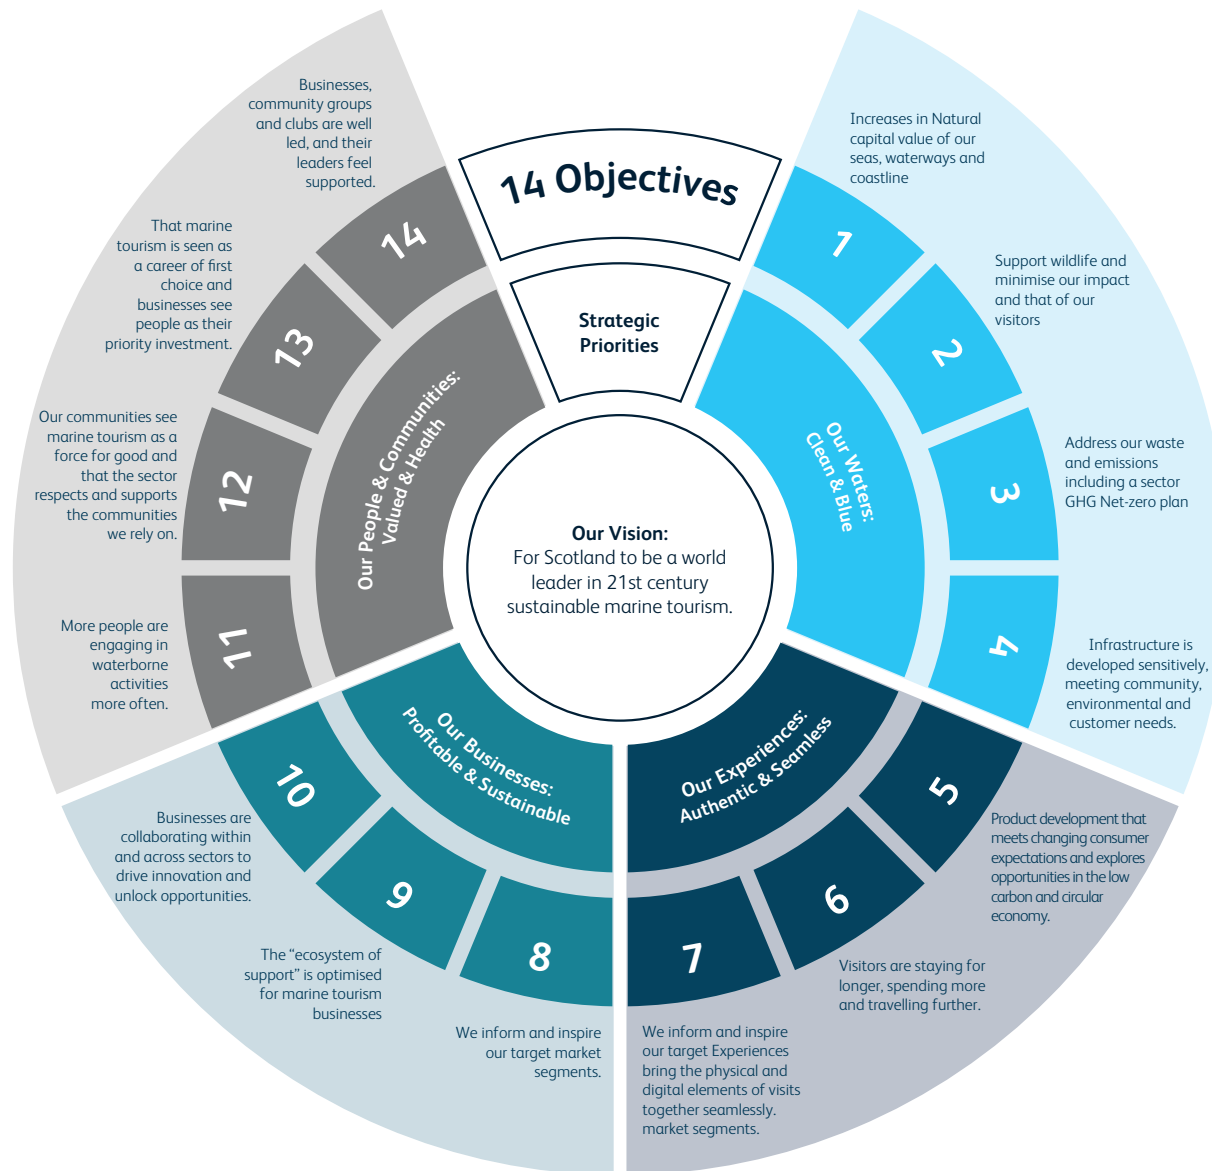 14 Objectives
Strategic
Priorities
Our Vision:
For Scotland to be a world
leader in 21st century
sustainable marine tourism.
Our Waters:
Clean & Blue
1
Increases in Natural
capital value of our
seas, waterways and
coastline
2
Support wildlife and
minimise our impact
and that of our
visitors
3
Address our waste
and emissions
including a sector
GHG Net-zero plan
4
Infrastructure is
developed sensitively,
meeting community,
environmental and
customer needs.
Our Experiences:
Authentic & Seamless
5
Product development that
meets changing consumer
expectations and explores
opportunities in the low
carbon and circular
economy.
6
Visitors are staying for
longer, spending more
and travelling further.
7
We inform and inspire
our target Experiences
bring the physical and
digital elements of visits
together seamlessly.
market segments.
Our Businesses:
Profitable & Sustainable
8
We inform and inspire
our target market
segments.
9
The “ecosystem of
support” is optimised
for marine tourism
businesses
10
Businesses are
collaborating within
and across sectors to
drive innovation and
unlock opportunities.
Our People & Communities:
Valued & Health
11
More people are
engaging in
waterborne
activities
more often.
12
Our communities see
marine tourism as a
force for good and
that the sector
respects and supports
the communities
we rely on.
13
That marine
tourism is seen as
a career of first
choice and
businesses see
people as their
priority investment.
14
Businesses,
community groups
and clubs are well
led, and their
leaders feel
supported.